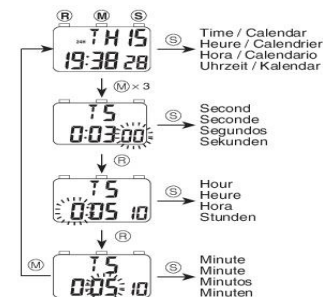 R M S
24H TH 15
19:38 28
S
Time / Calendar
Heure / Calendrier
Hora / Calendario
Uhrzeit / Kalendar
M × 3
TS
0:03 00
S
Second
Seconde
Segundos
Sekunden
R
TS
0:05 10
S
Hour
Heure
Hora
Stunden
R
M
TS
0:05 10
S
Minute
Minute
Minutos
Minuten